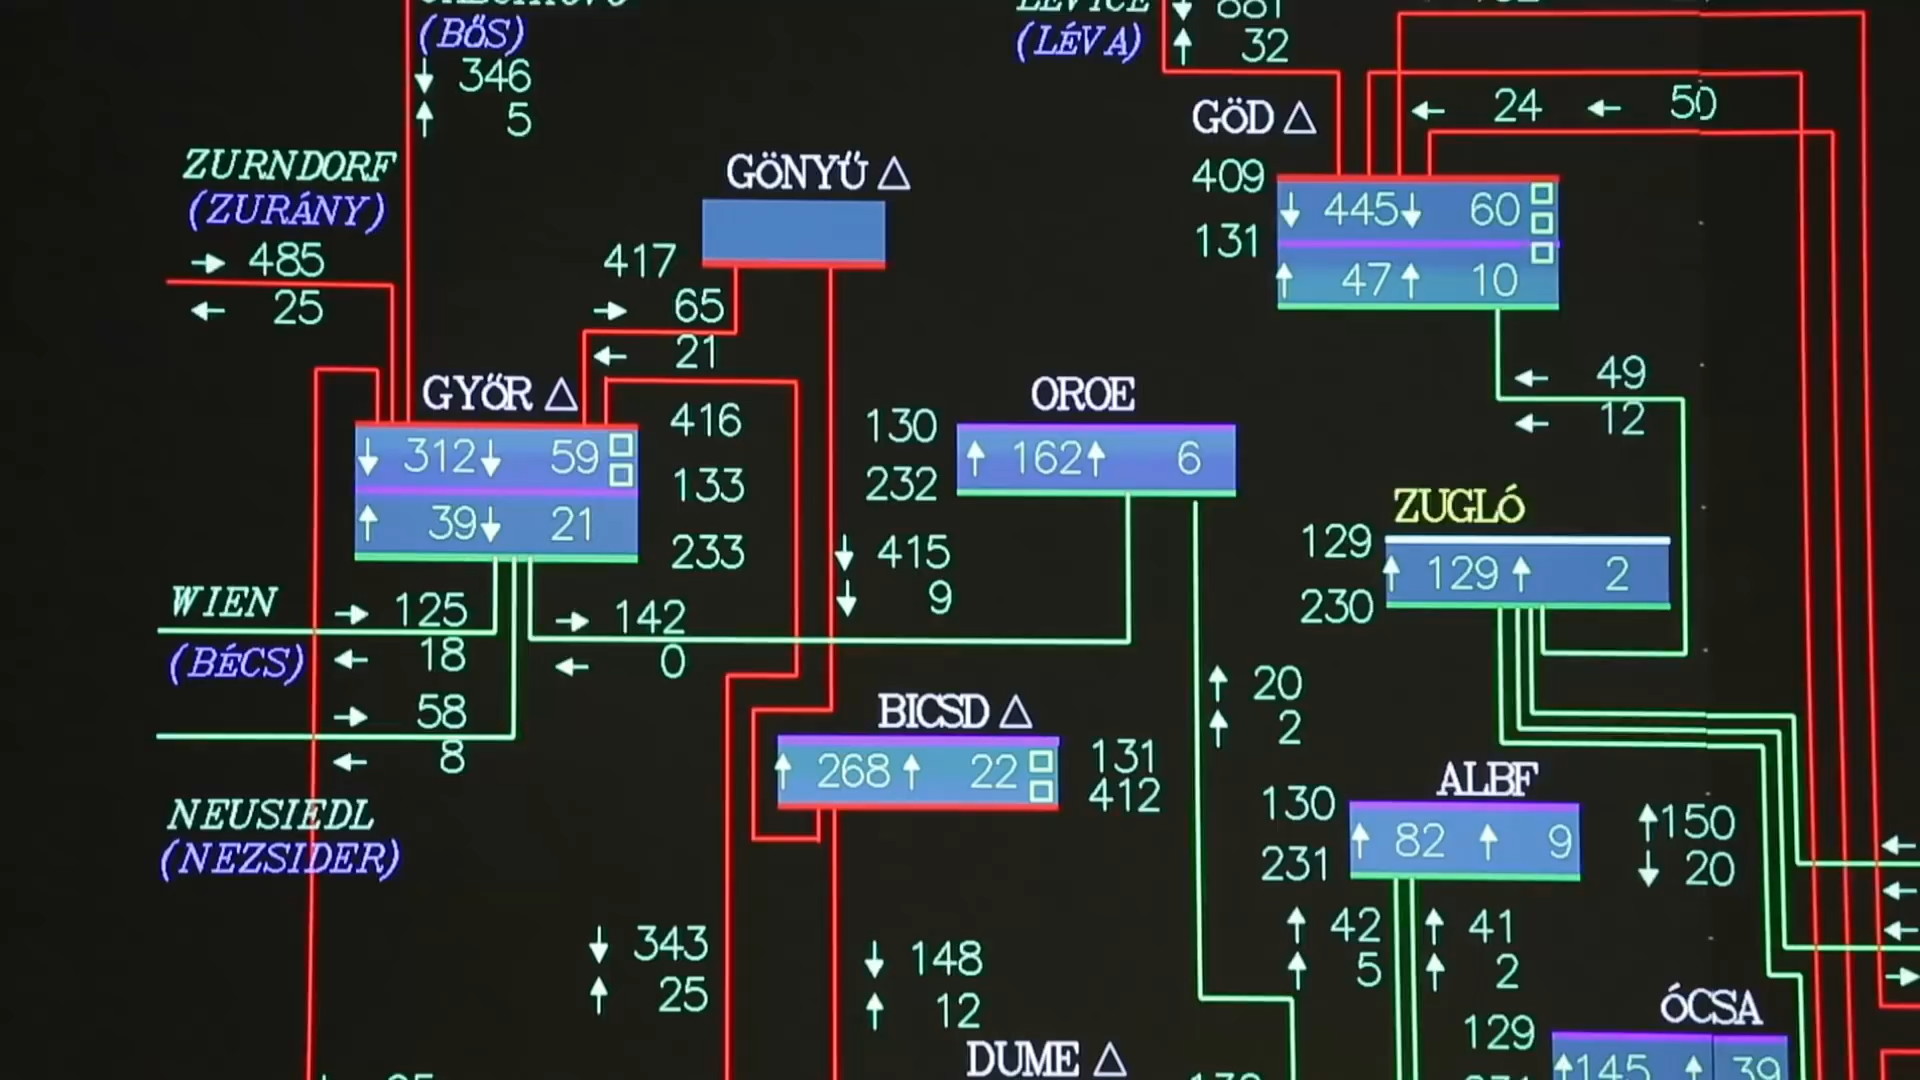 (BŐS)
(LÉVA)
↓ 346
↑ 5
↓ 881
↑ 32
GÖD △
← 24 ← 50
ZURNDORF
(ZURÁNY)
→ 485
← 25
GÖNYŰ △
417
→ 65
← 21
409
131
↓ 445 ↓ 60
↑ 47 ↑ 10
← 49
← 12
GYŐR △
↓ 312 ↓ 59
↑ 39 ↓ 21
416
133
233
OROE
130
232
↑ 162 ↑ 6
ZUGLÓ
129
230
↑ 129 ↑ 2
↓ 415
↓ 9
WIEN
(BÉCS)
→ 125
← 18
→ 142
← 0
→ 58
← 8
NEUSIEDL
(NEZSIDER)
BICSD △
↑ 268 ↑ 22
131
412
↑ 20
↑ 2
ALBF
130
231
↑ 82 ↑ 9
↑150
↓ 20
↓ 343
↑ 25
↓ 148
↑ 12
↑ 42
↑ 5
↑ 41
↑ 2
DUME △
ÓCSA
129
↑145 ↑ 39